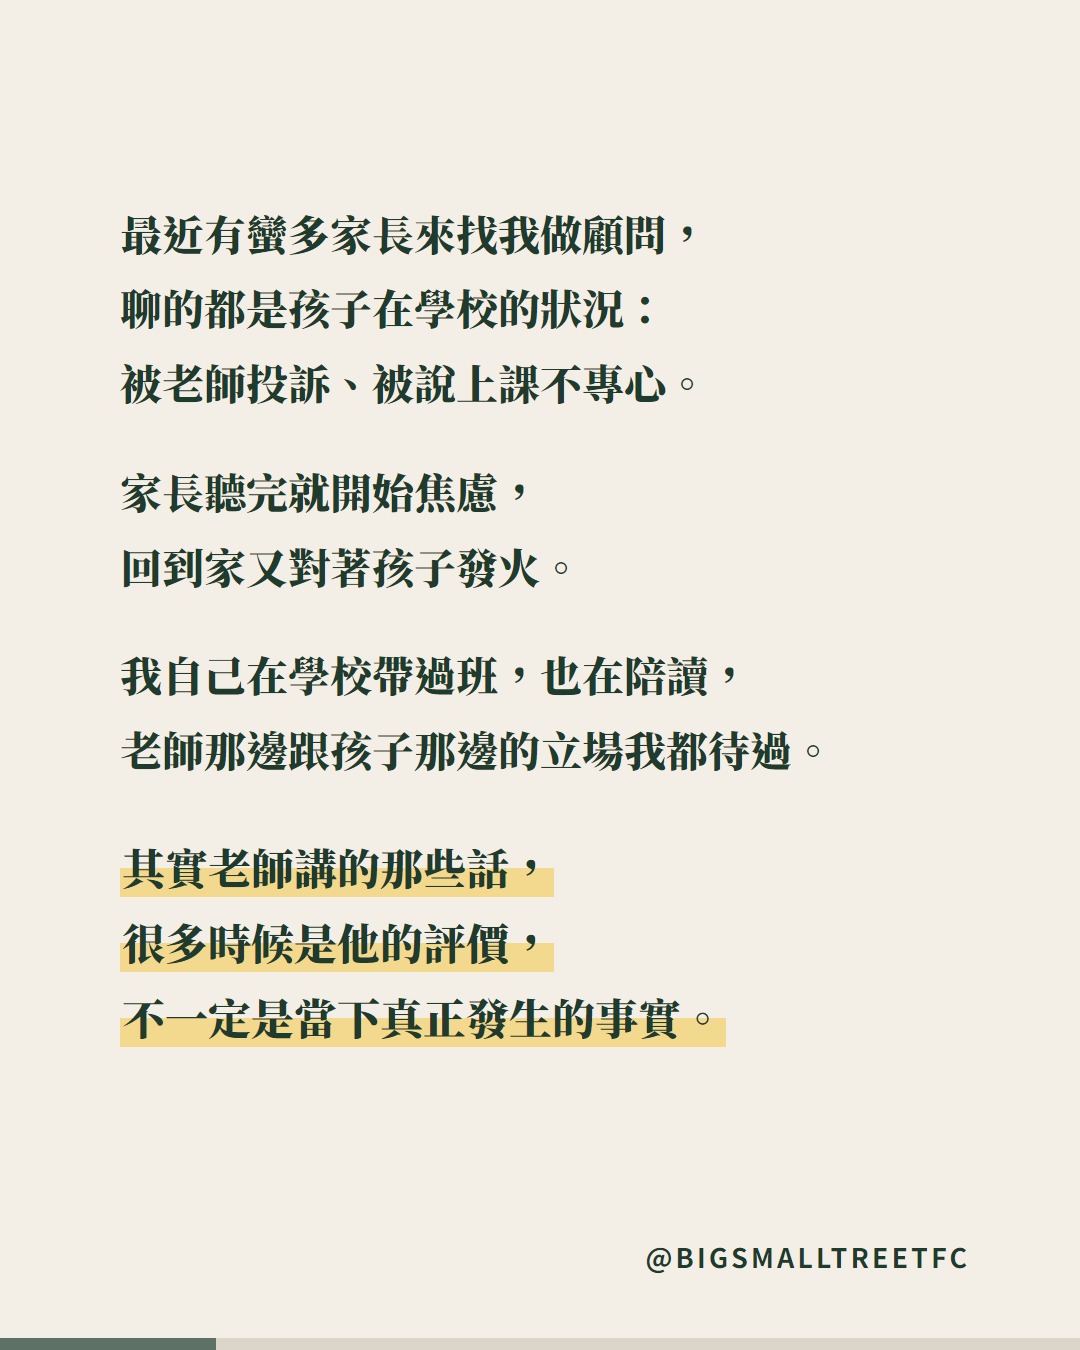 最近有蠻多家長來找我做顧問，
聊的都是孩子在學校的狀況：
被老師投訴、被說上課不專心。
家長聽完就開始焦慮，
回到家又對著孩子發火。
我自己在學校帶過班，也在陪讀，
老師那邊跟孩子那邊的立場我都待過。
其實老師講的那些話，
很多時候是他的評價，
不一定是當下真正發生的事實。
@BIGSMALLTREETFC